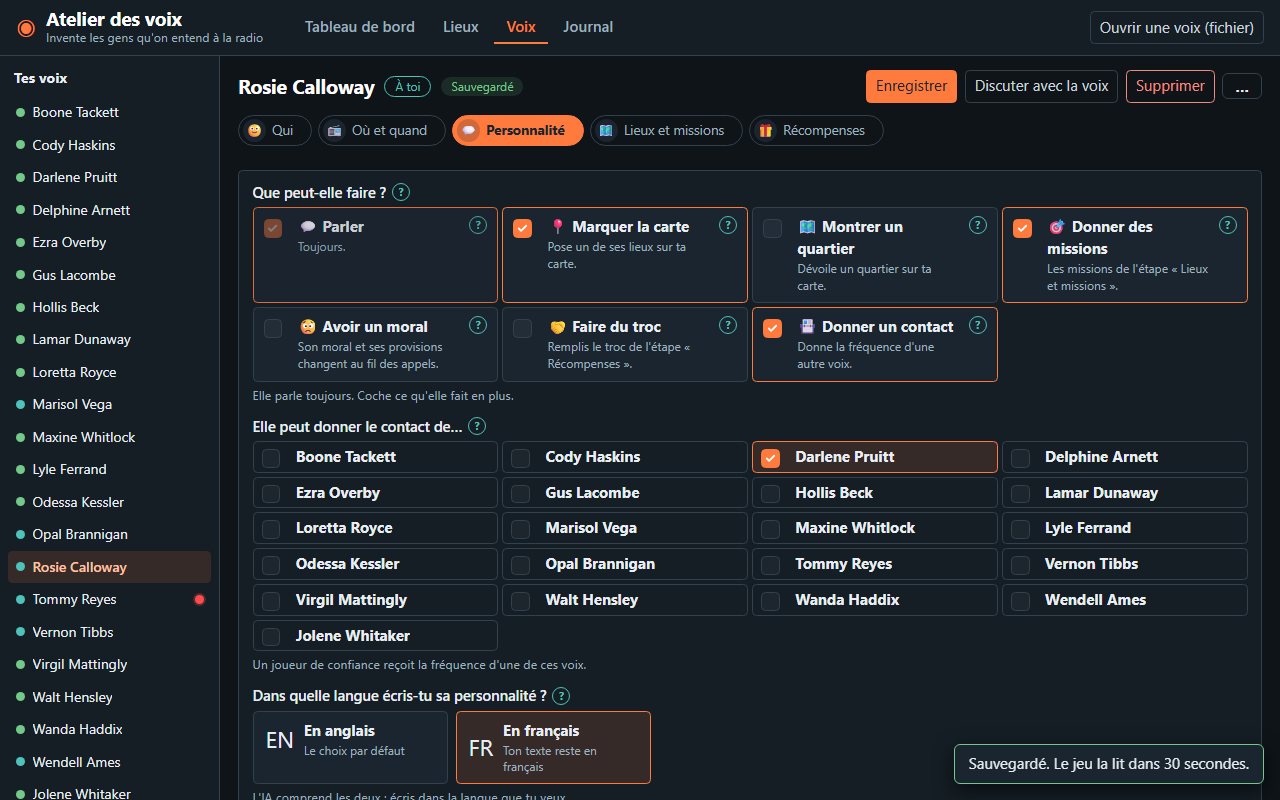 Atelier des voix
Invente les gens qu'on entend à la radio
Tableau de bord
Lieux
Voix
Journal
Ouvrir une voix (fichier)
Tes voix
Boone Tackett
Cody Haskins
Darlene Pruitt
Delphine Arnett
Ezra Overby
Gus Lacombe
Hollis Beck
Lamar Dunaway
Loretta Royce
Marisol Vega
Maxine Whitlock
Lyle Ferrand
Odessa Kessler
Opal Brannigan
Rosie Calloway
Tommy Reyes
Vernon Tibbs
Virgil Mattingly
Walt Hensley
Wanda Haddix
Wendell Ames
Jolene Whitaker
Rosie Calloway
À toi
Sauvegardé
Enregistrer
Discuter avec la voix
Supprimer
...
Qui
Où et quand
Personnalité
Lieux et missions
Récompenses
Que peut-elle faire ? ?
Parler ?
Toujours.
Marquer la carte ?
Pose un de ses lieux sur ta
carte.
Montrer un ?
quartier
Dévoile un quartier sur ta
carte.
Donner des ?
missions
Les missions de l'étape « Lieux
et missions ».
Avoir un moral ?
Son moral et ses provisions
changent au fil des appels.
Faire du troc ?
Remplis le troc de l'étape «
Récompenses ».
Donner un contact ?
Donne la fréquence d'une
autre voix.
Elle parle toujours. Coche ce qu'elle fait en plus.
Elle peut donner le contact de... ?
Boone Tackett
Cody Haskins
Darlene Pruitt
Delphine Arnett
Ezra Overby
Gus Lacombe
Hollis Beck
Lamar Dunaway
Loretta Royce
Marisol Vega
Maxine Whitlock
Lyle Ferrand
Odessa Kessler
Opal Brannigan
Tommy Reyes
Vernon Tibbs
Virgil Mattingly
Walt Hensley
Wanda Haddix
Wendell Ames
Jolene Whitaker
Un joueur de confiance reçoit la fréquence d'une de ces voix.
Dans quelle langue écris-tu sa personnalité ? ?
EN
En anglais
Le choix par défaut
FR
En français
Ton texte reste en
français
L'IA comprend les deux : écris dans la langue que tu veux.
Sauvegardé. Le jeu la lit dans 30 secondes.